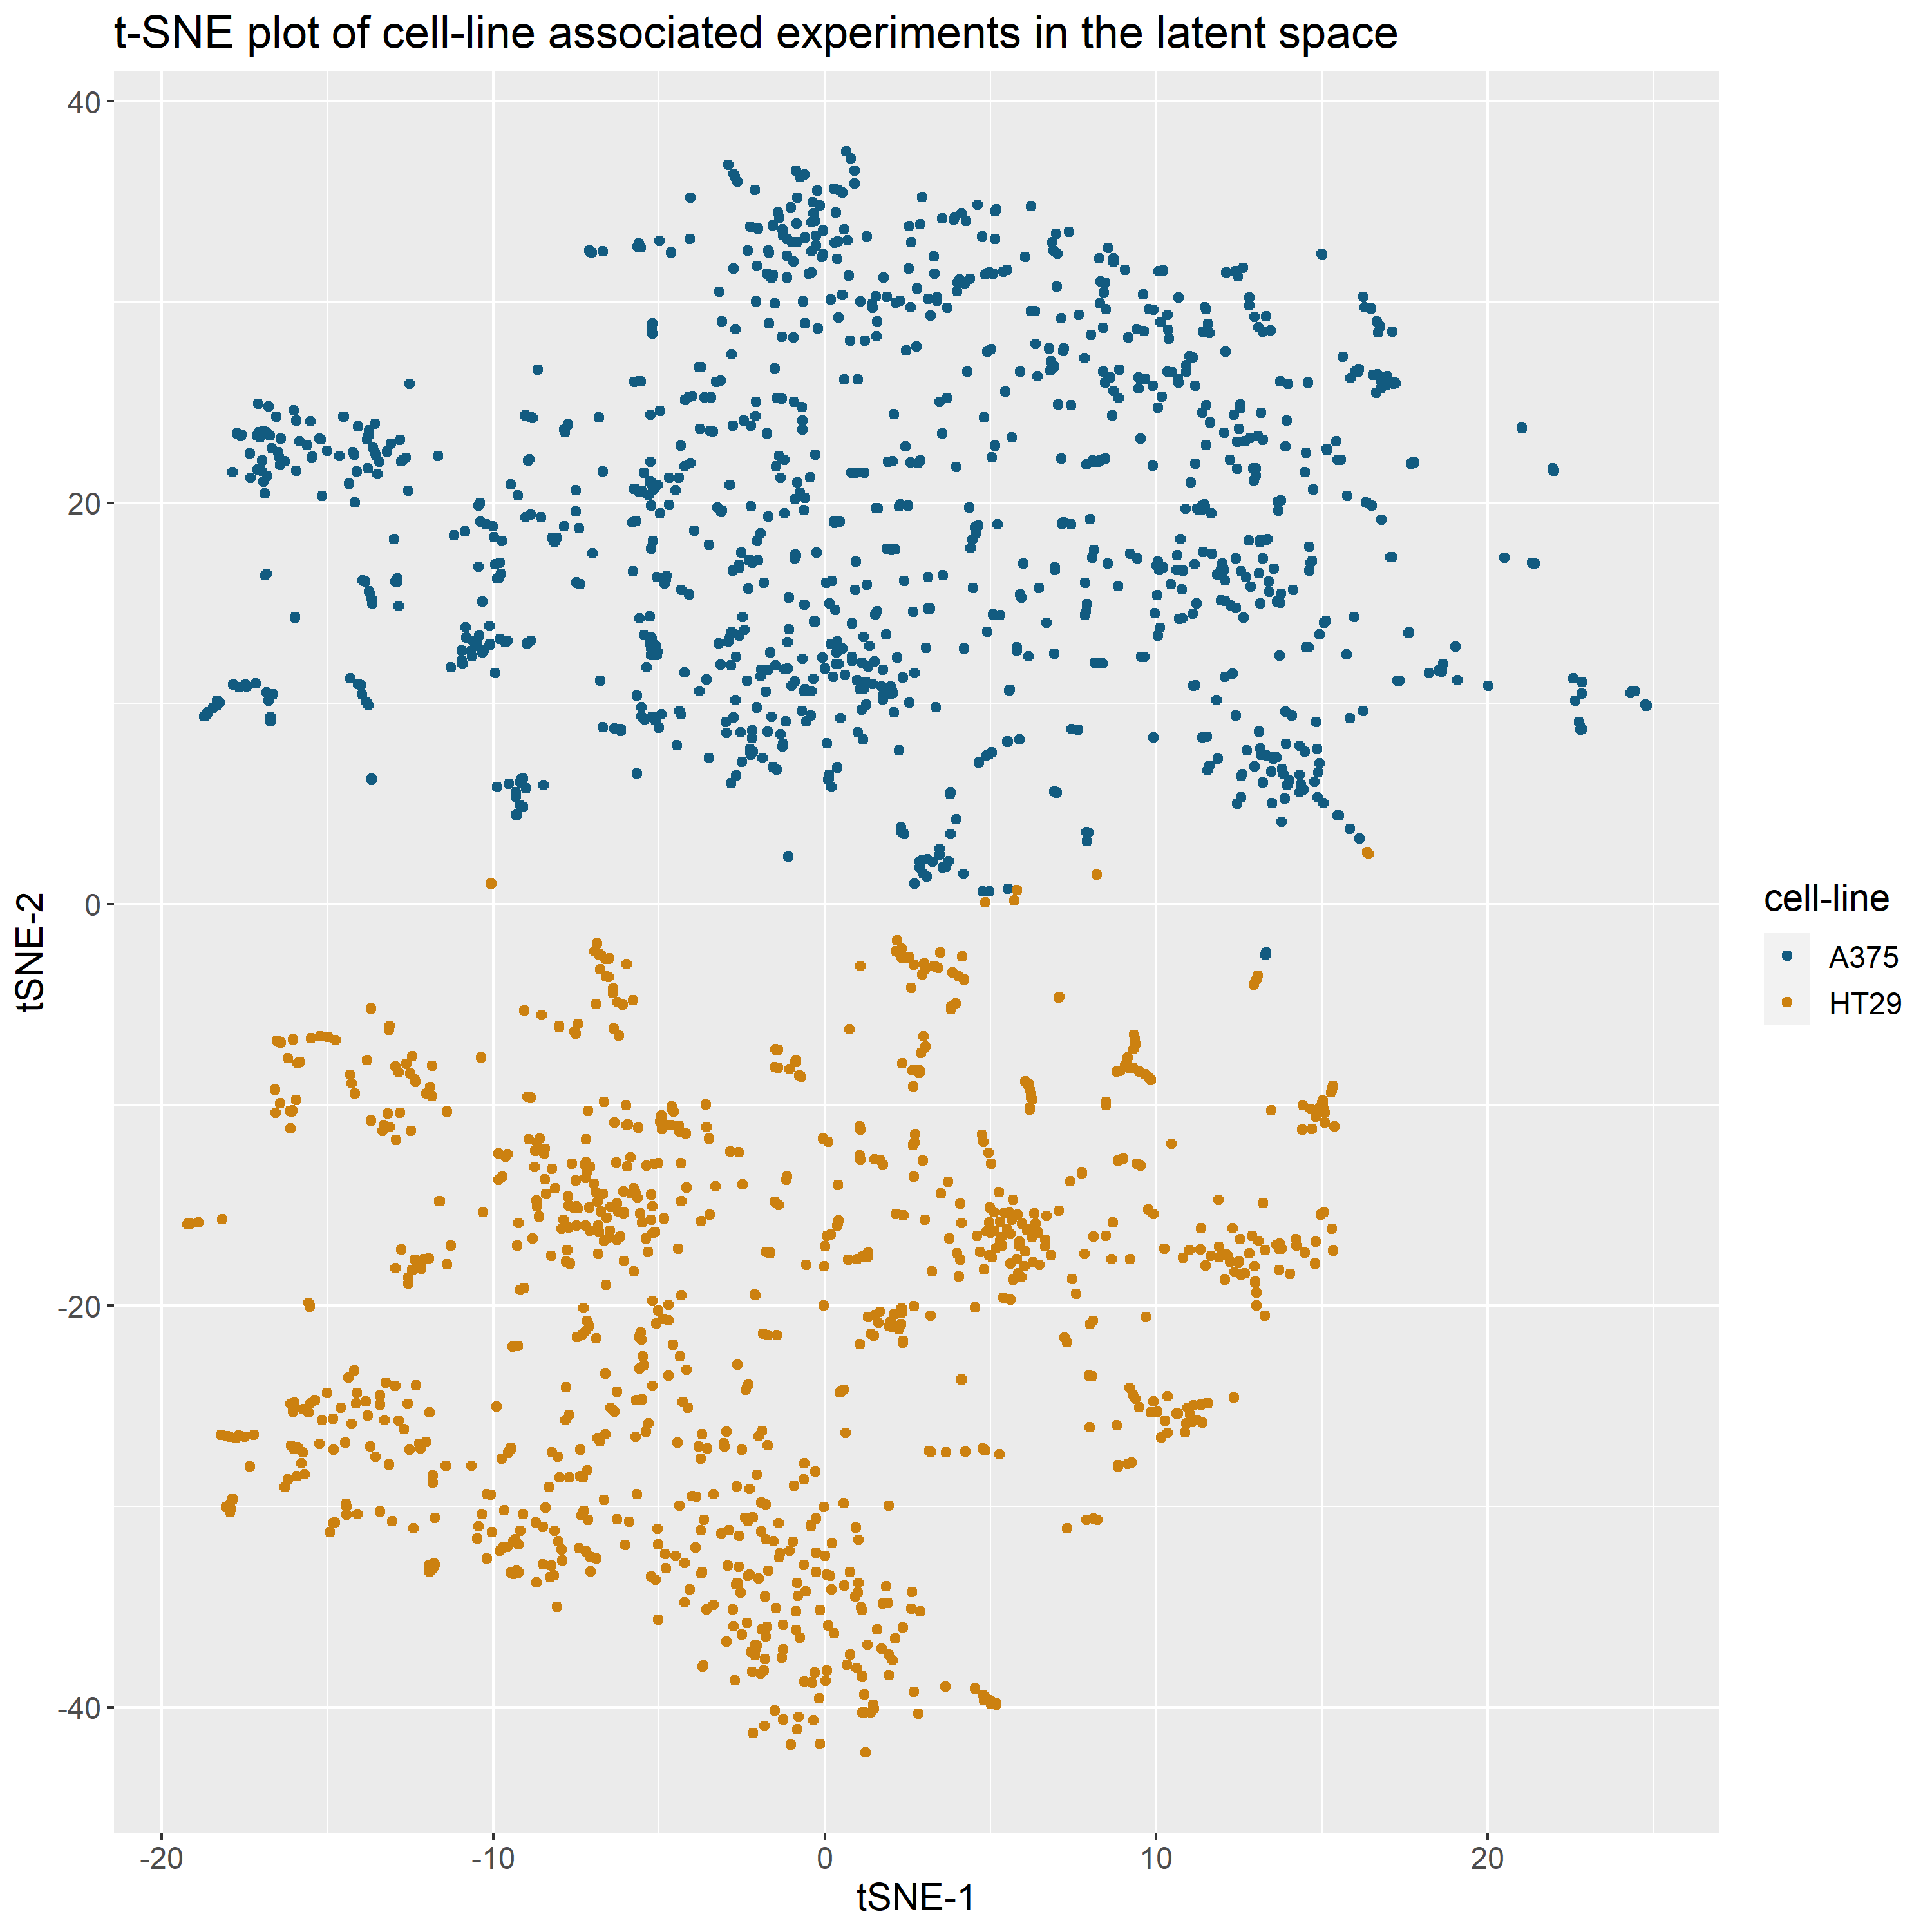 t-SNE plot of cell-line associated experiments in the latent space
40
20
0
-20
-40
tSNE-2
-20
-10
0
10
20
tSNE-1
cell-line
A375
HT29